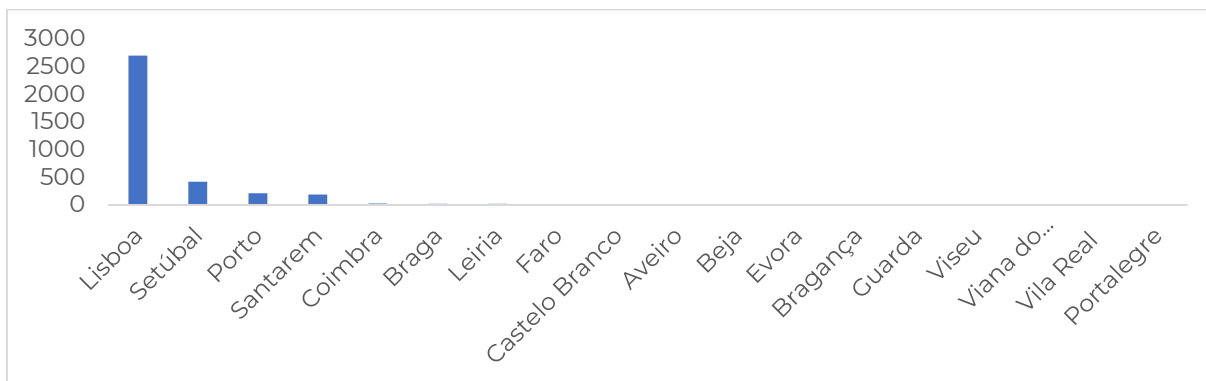 3000
2500
2000
1500
1000
500
0
Lisboa
Setúbal
Porto
Santarem
Coimbra
Braga
Leiria
Faro
Castelo Branco
Aveiro
Beja
Evora
Bragança
Guarda
Viseu
Viana do...
Vila Real
Portalegre